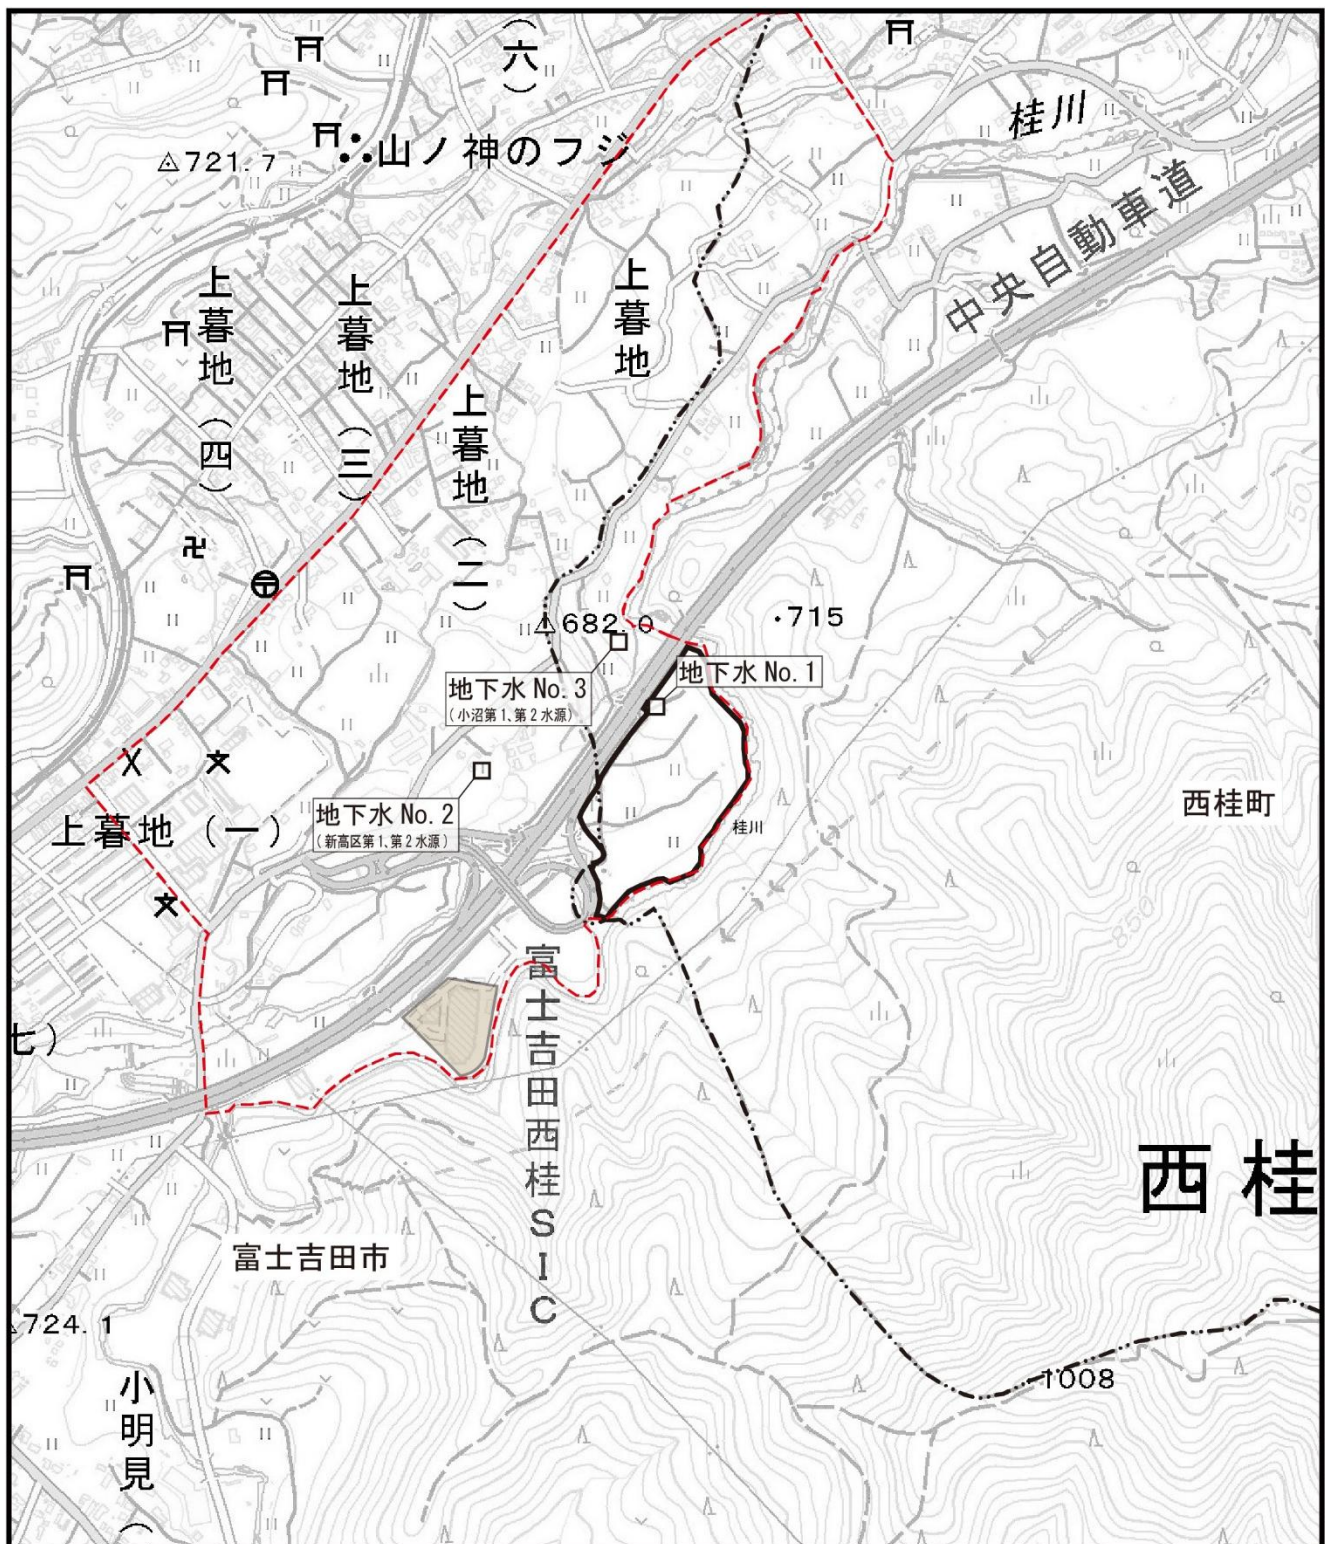 （六）
桂川
山ノ神のフジ
721.7
中央自動車道
上暮地（四）
上暮地（三）
上暮地（二）
上暮地
682.0
715
地下水 No.1
地下水 No.3
（小沼第1、第2水源）
地下水 No.2
（新高区第1、第2水源）
西桂町
桂川
上暮地（一）
富士吉田西桂SIC
七）
西桂
富士吉田市
724.1
1008
小明見（